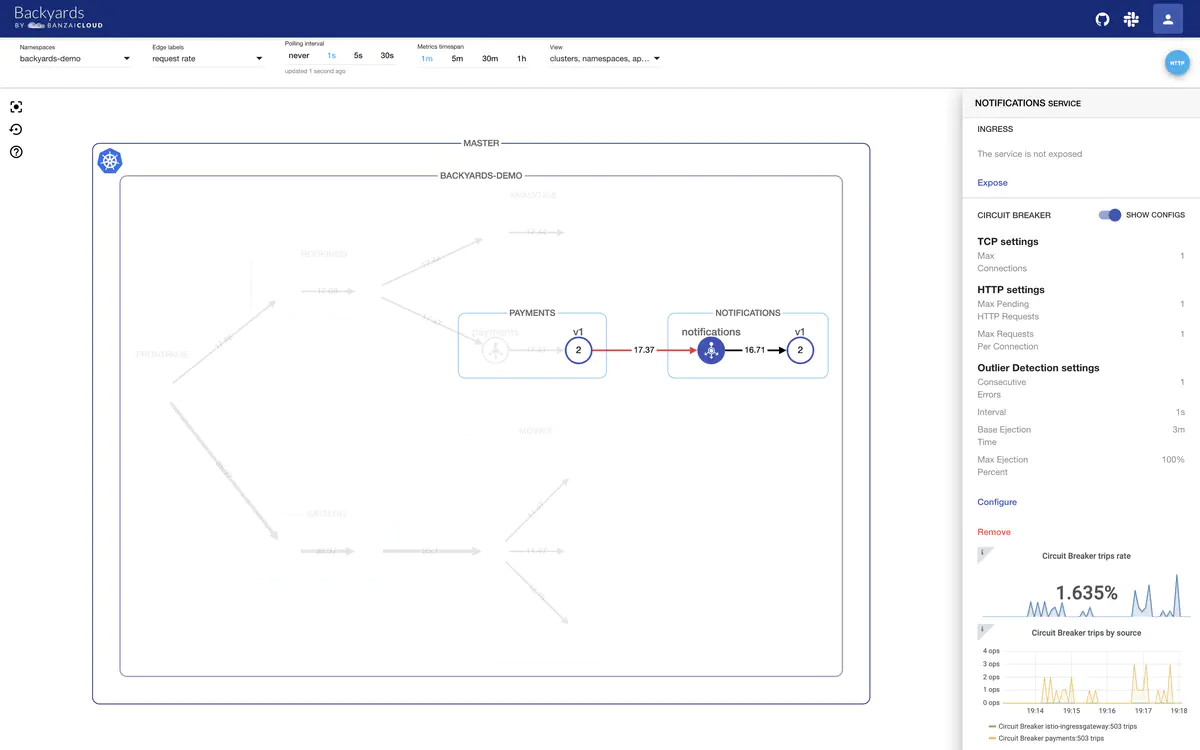 Backyards
BY BANZAICLOUD
Namespaces
backyards-demo
Edge labels
request rate
Polling interval
never 1s 5s 30s
updated 1 second ago
Metrics timespan
1m 5m 30m 1h
View
clusters, namespaces, ap...
HTTP
MASTER
BACKYARDS-DEMO
BOOKINGS
17.68
FRONTPAGE
PAYMENTS
payments
v1
2
17.37
NOTIFICATIONS
notifications
16.71
v1
2
CATALOG
NOTIFICATIONS SERVICE
INGRESS
The service is not exposed
Expose
CIRCUIT BREAKER
SHOW CONFIGS
TCP settings
Max Connections 1
HTTP settings
Max Pending HTTP Requests 1
Max Requests Per Connection 1
Outlier Detection settings
Consecutive Errors 1
Interval 1s
Base Ejection Time 3m
Max Ejection Percent 100%
Configure
Remove
Circuit Breaker trips rate
1.635%
Circuit Breaker trips by source
4 ops
3 ops
2 ops
1 ops
0 ops
19:14 19:15 19:16 19:17 19:18
Circuit Breaker istio-ingressgateway:503 trips
Circuit Breaker payments:503 trips